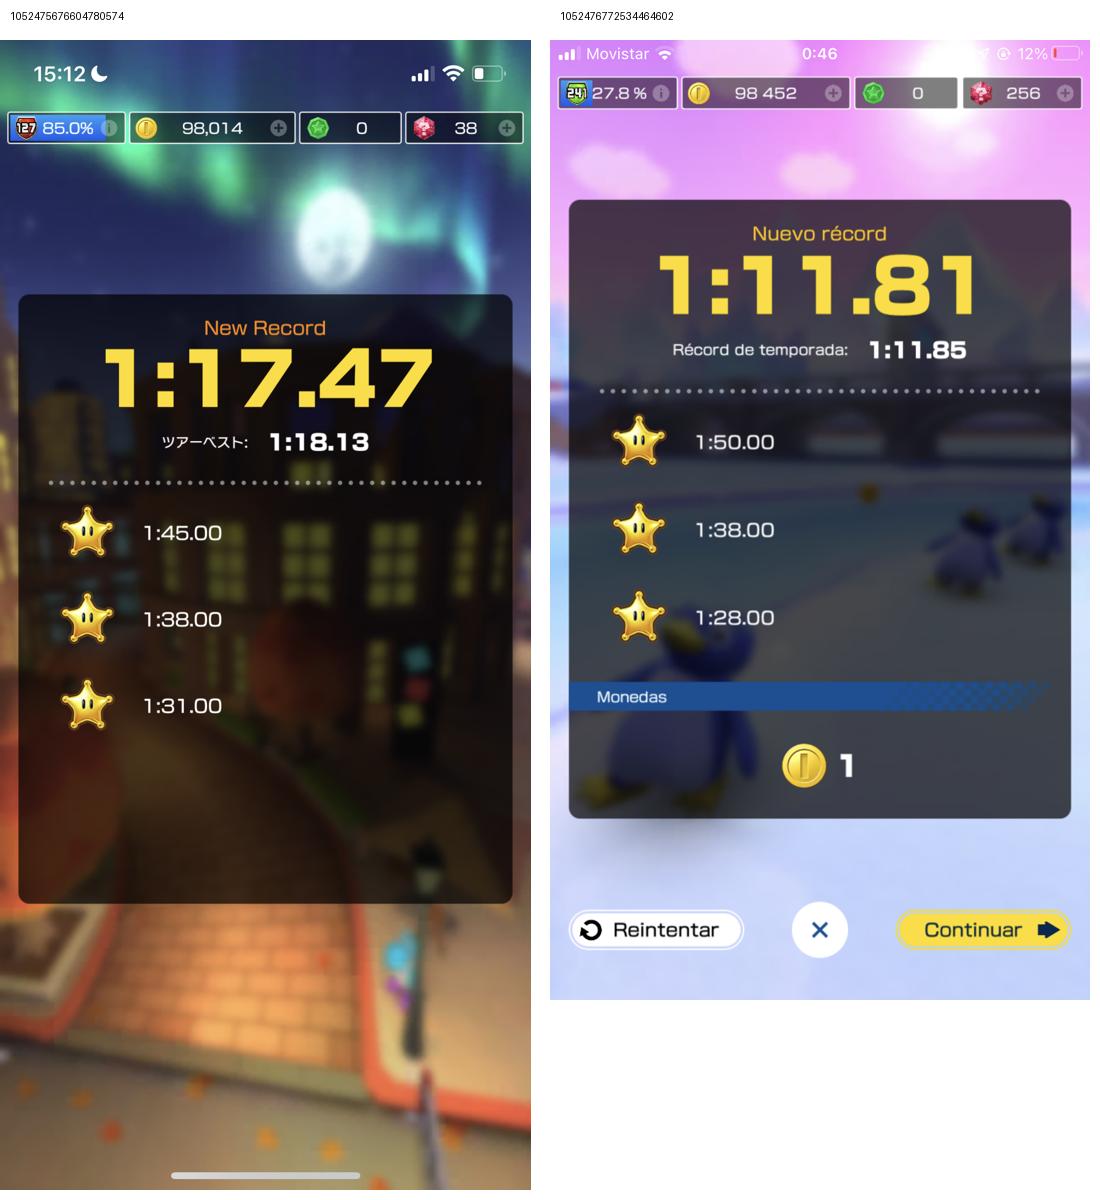 1052475676604780574
15:12
127 85.0% i 98,014 + 0 38 +
New Record
1:17.47
ツアーベスト: 1:18.13
1:45.00
1:38.00
1:31.00
1052476772534464602
Movistar 0:46 12%
241 27.8 % i 98 452 + 0 256 +
Nuevo récord
1:11.81
Récord de temporada: 1:11.85
1:50.00
1:38.00
1:28.00
Monedas
1
Reintentar × Continuar